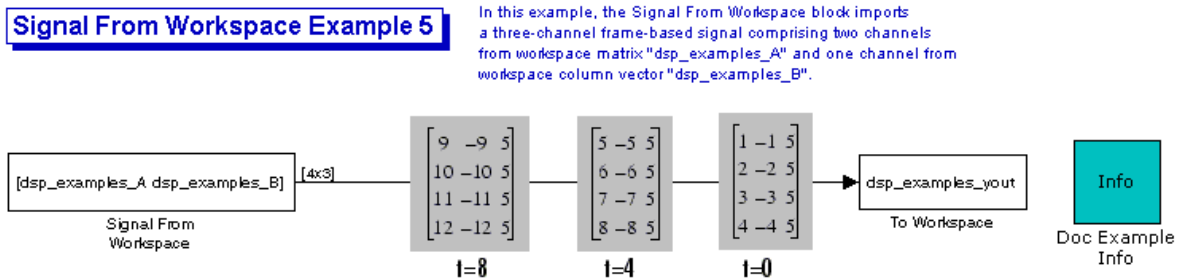 Signal From Workspace Example 5
In this example, the Signal From Workspace block imports
a three-channel frame-based signal comprising two channels
from workspace matrix "dsp_examples_A" and one channel from
workspace column vector "dsp_examples_B".
[dsp_examples_A dsp_examples_B]
[4x3]
Signal From
Workspace
9 -9 5
10 -10 5
11 -11 5
12 -12 5
t=8
5 -5 5
6 -6 5
7 -7 5
8 -8 5
t=4
1 -1 5
2 -2 5
3 -3 5
4 -4 5
t=0
dsp_examples_yout
To Workspace
Info
Doc Example
Info